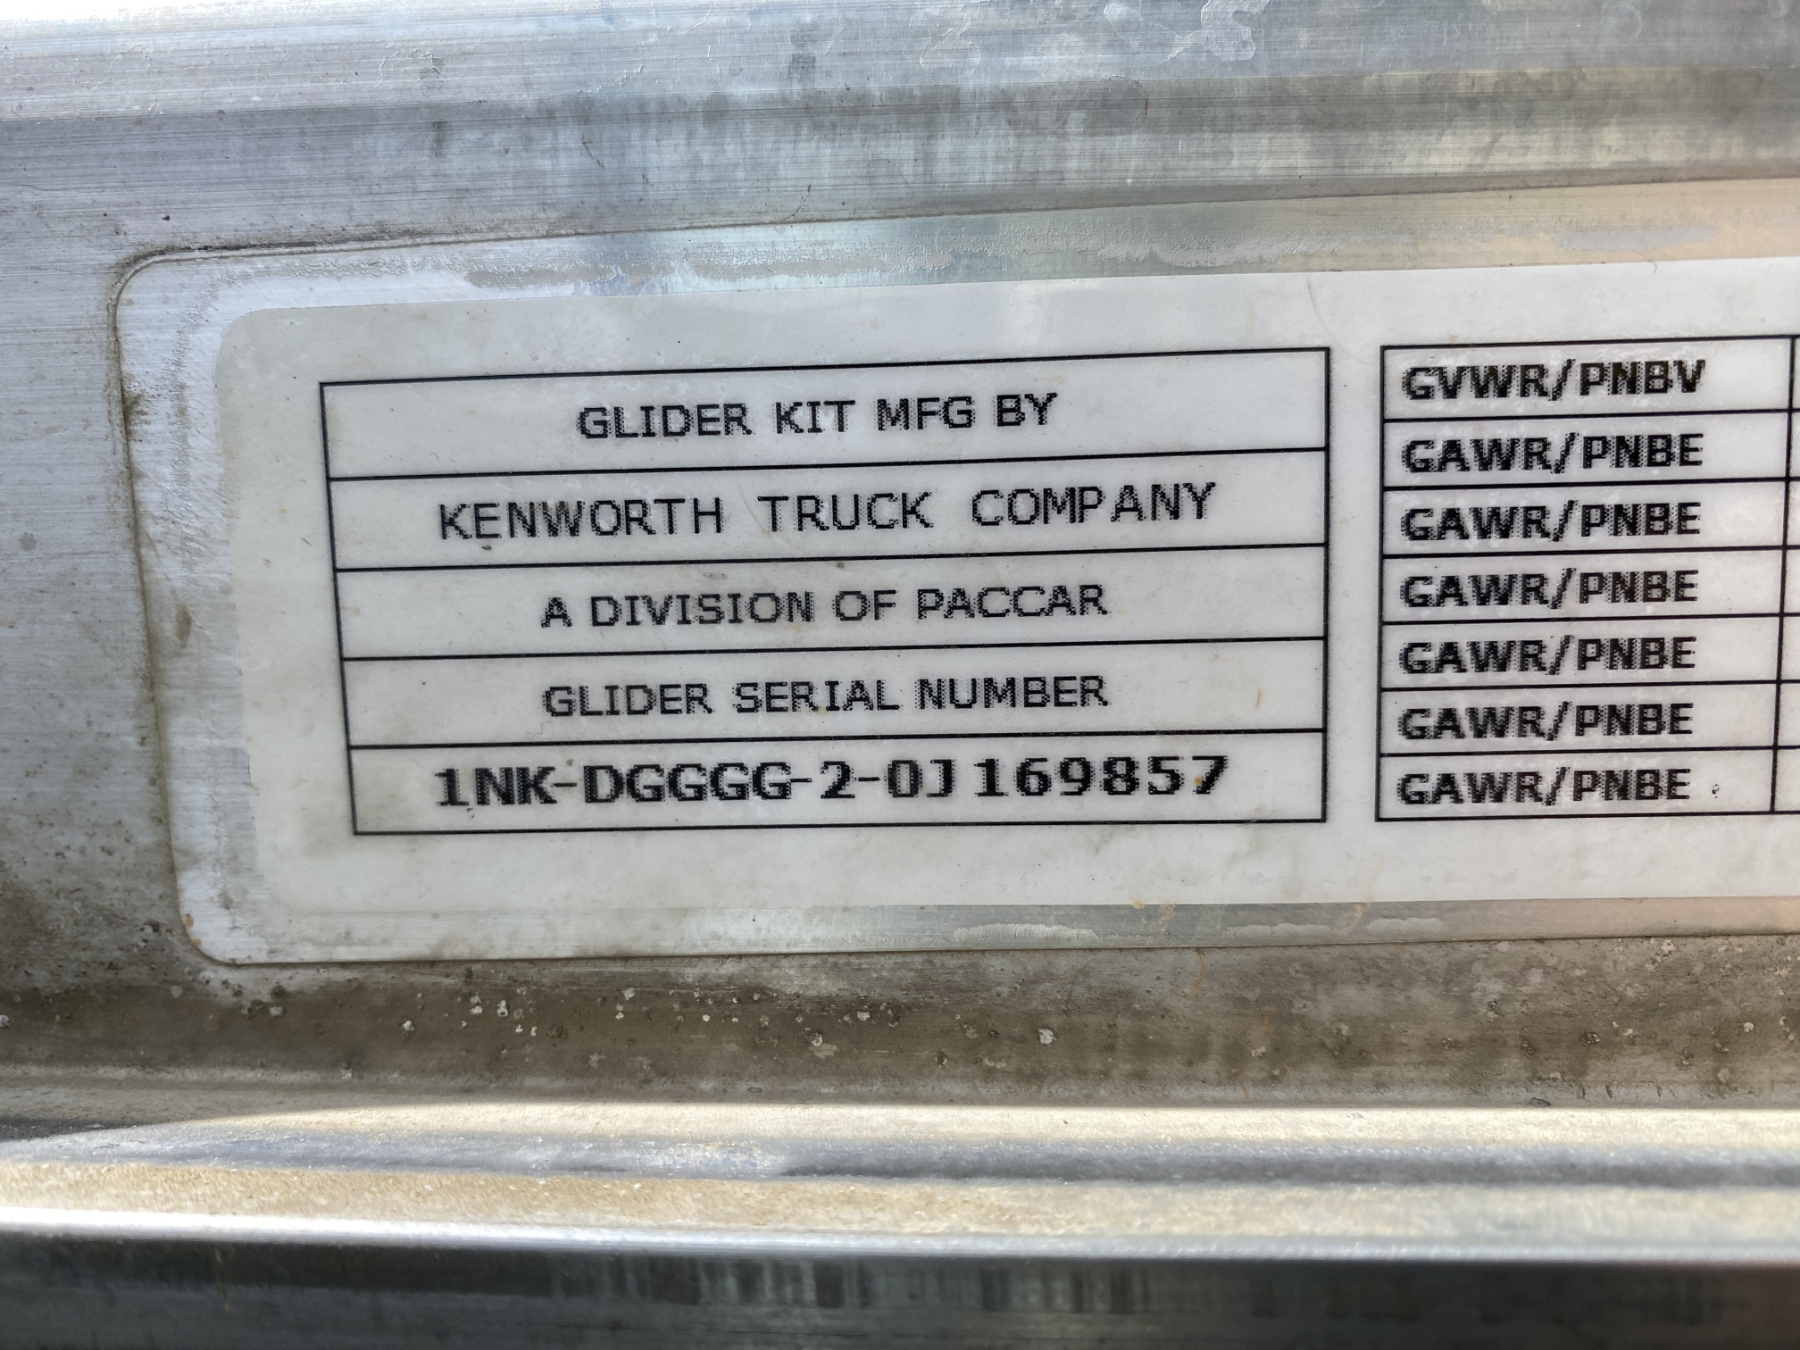 GLIDER KIT MFG BY
KENWORTH TRUCK COMPANY
A DIVISION OF PACCAR
GLIDER SERIAL NUMBER
1NK-DGGGG-2-0J169857
GVWR/PNBV
GAWR/PNBE
GAWR/PNBE
GAWR/PNBE
GAWR/PNBE
GAWR/PNBE
GAWR/PNBE